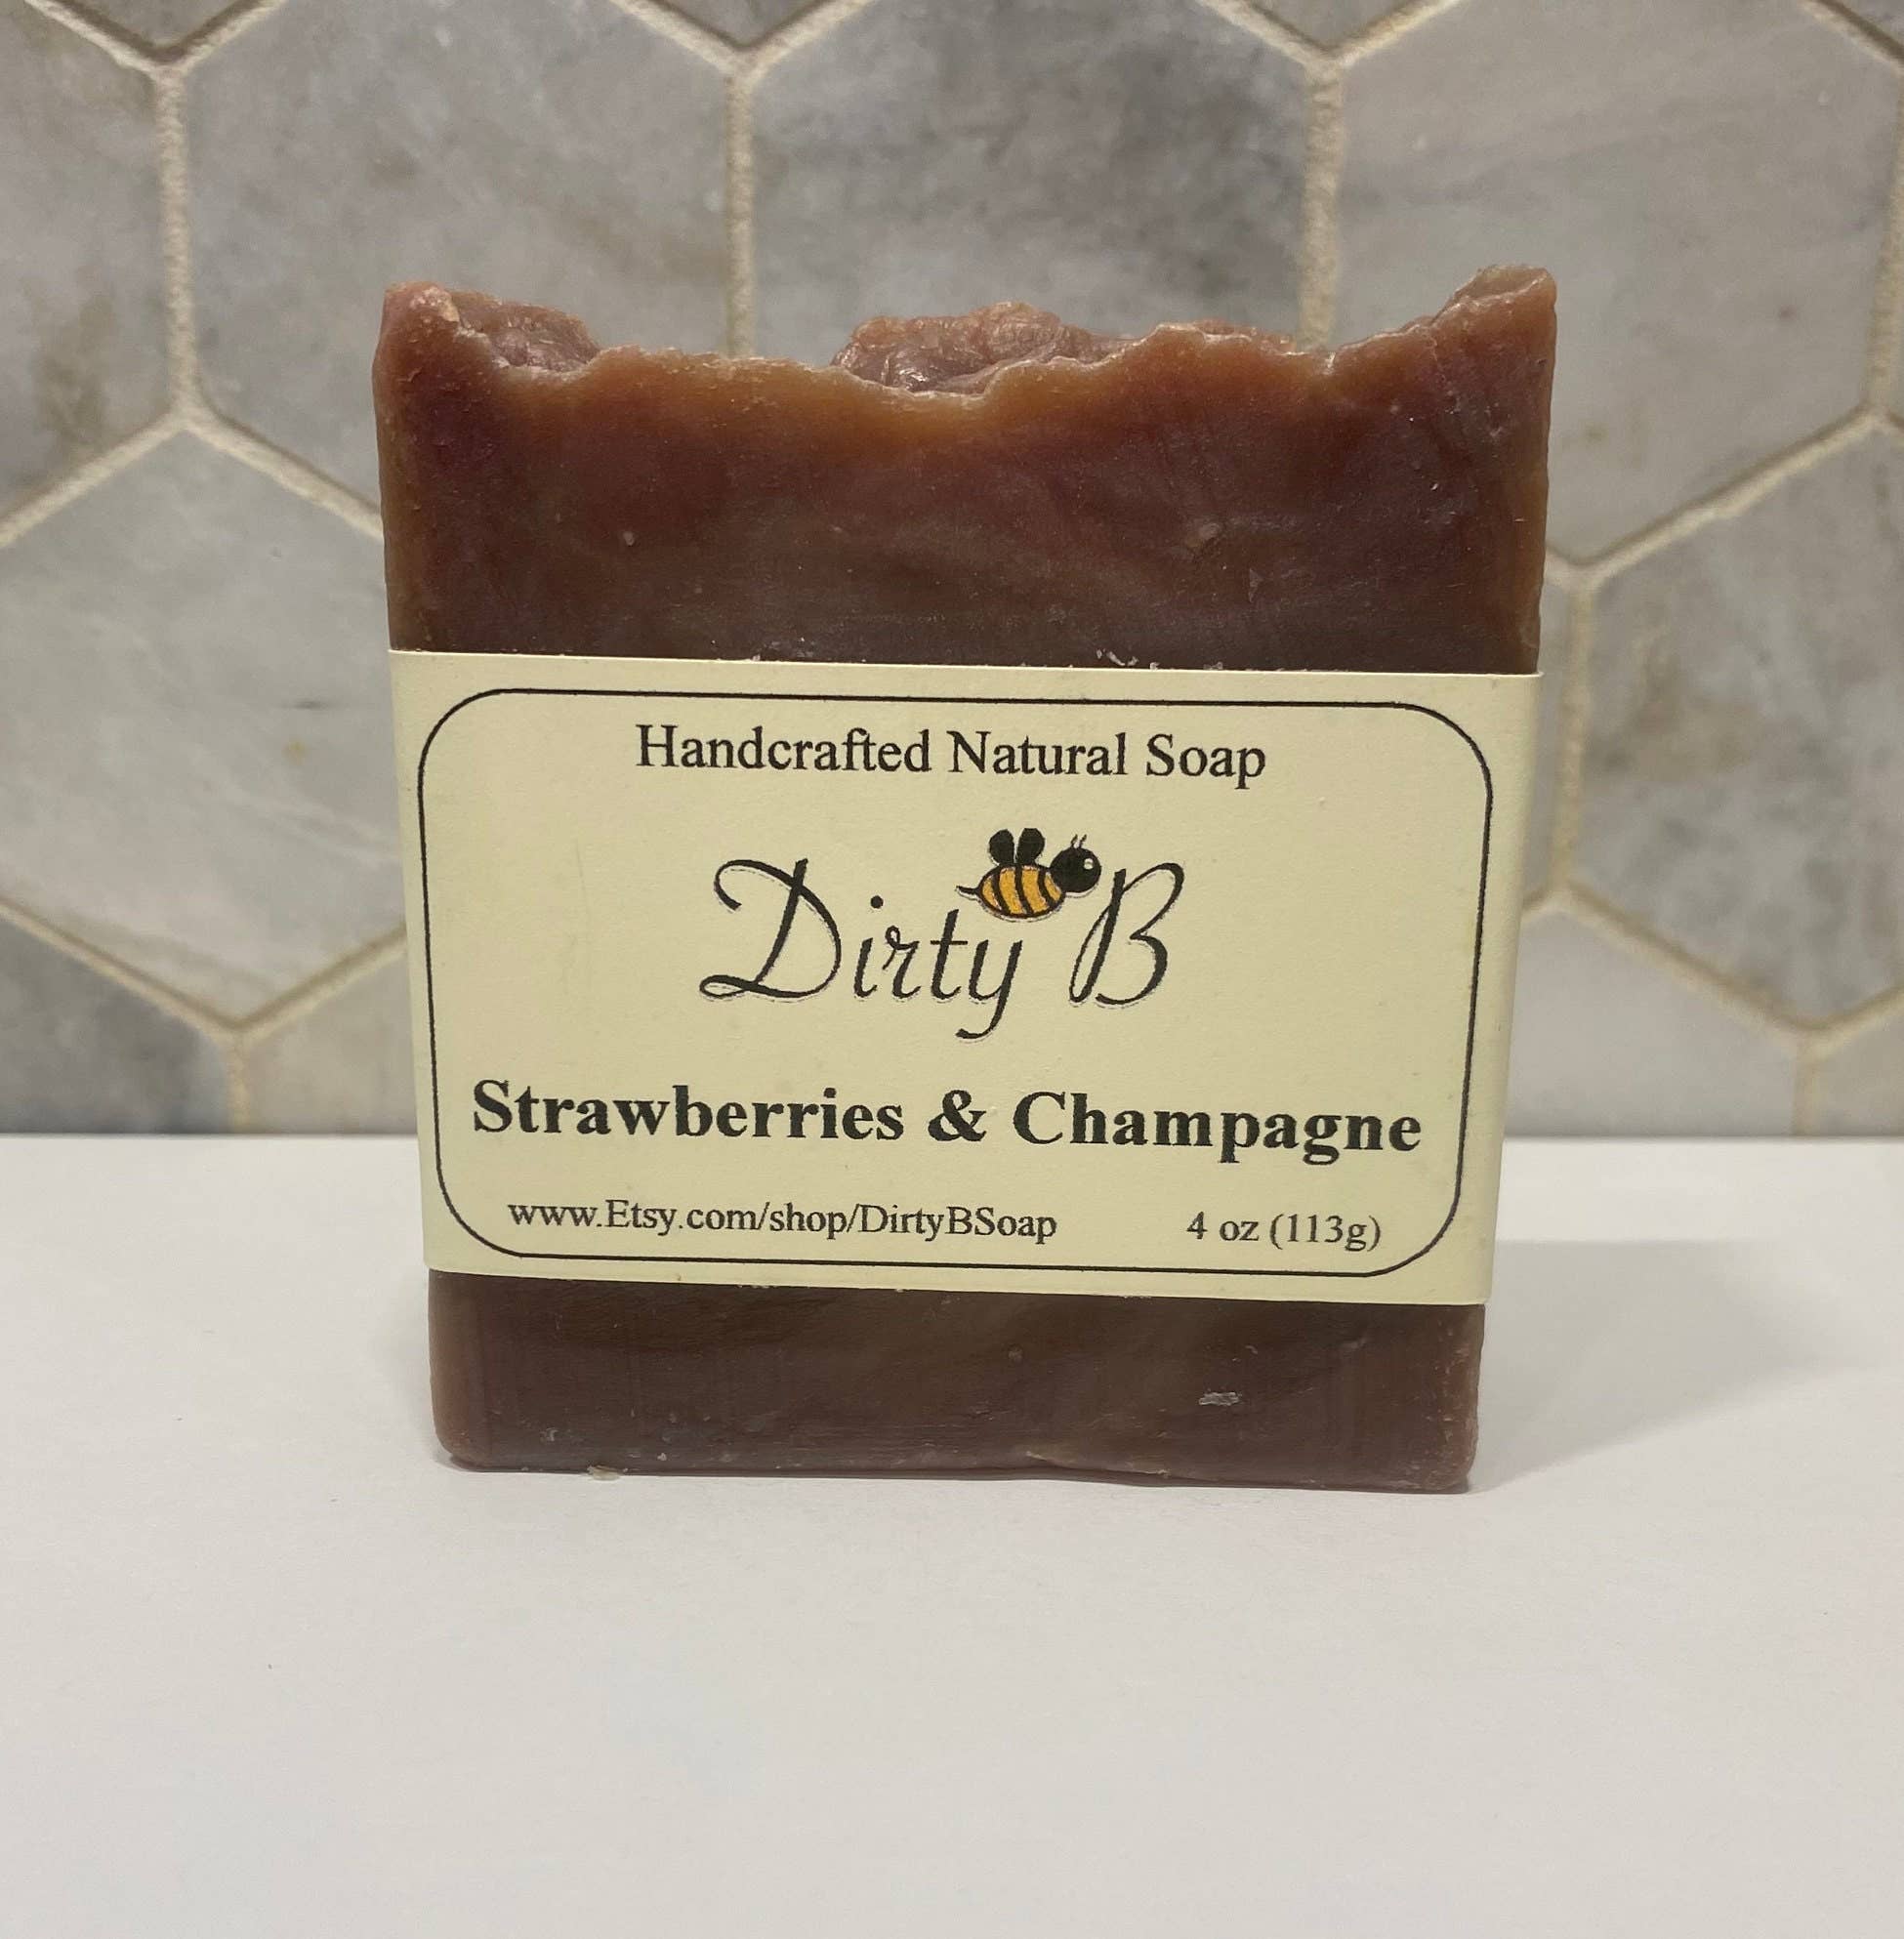 Handcrafted Natural Soap
Dirty B
Strawberries & Champagne
www.Etsy.com/shop/DirtyBSoap 4 oz (113g)